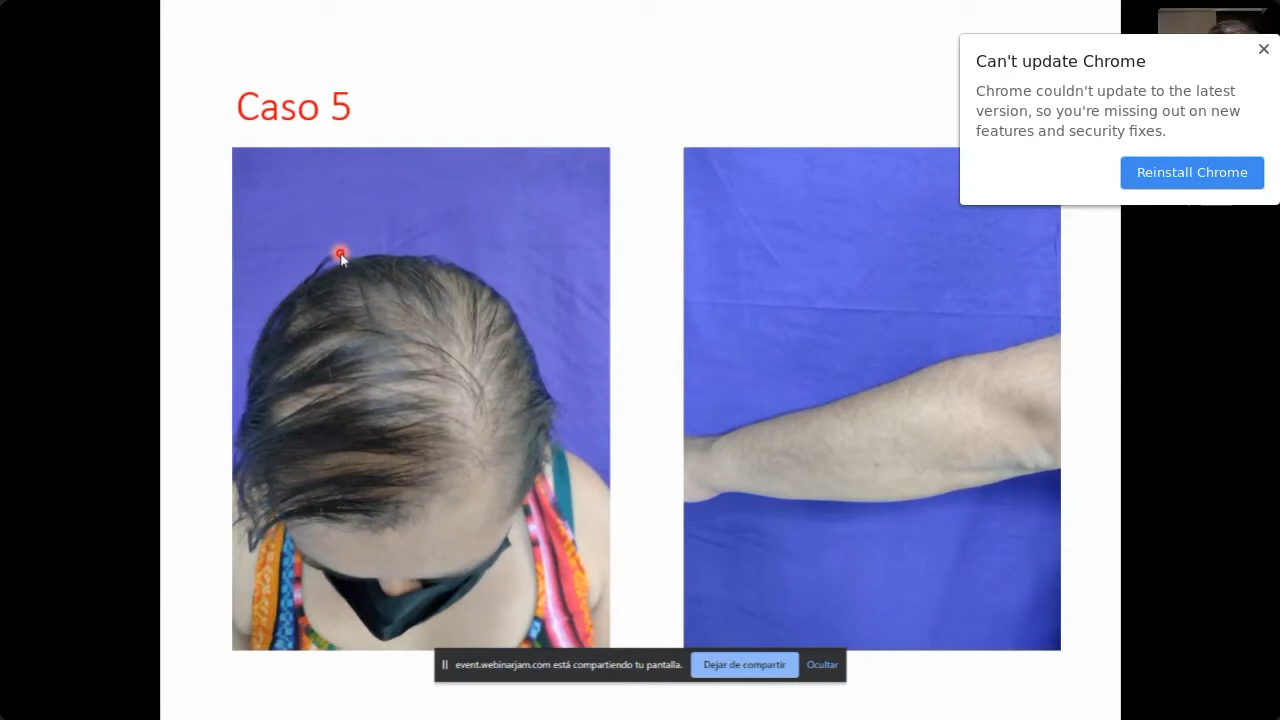 Caso 5
Can't update Chrome
Chrome couldn't update to the latest
version, so you're missing out on new
features and security fixes.
Reinstall Chrome
event.webinarjam.com está compartiendo tu pantalla.
Dejar de compartir
Ocultar